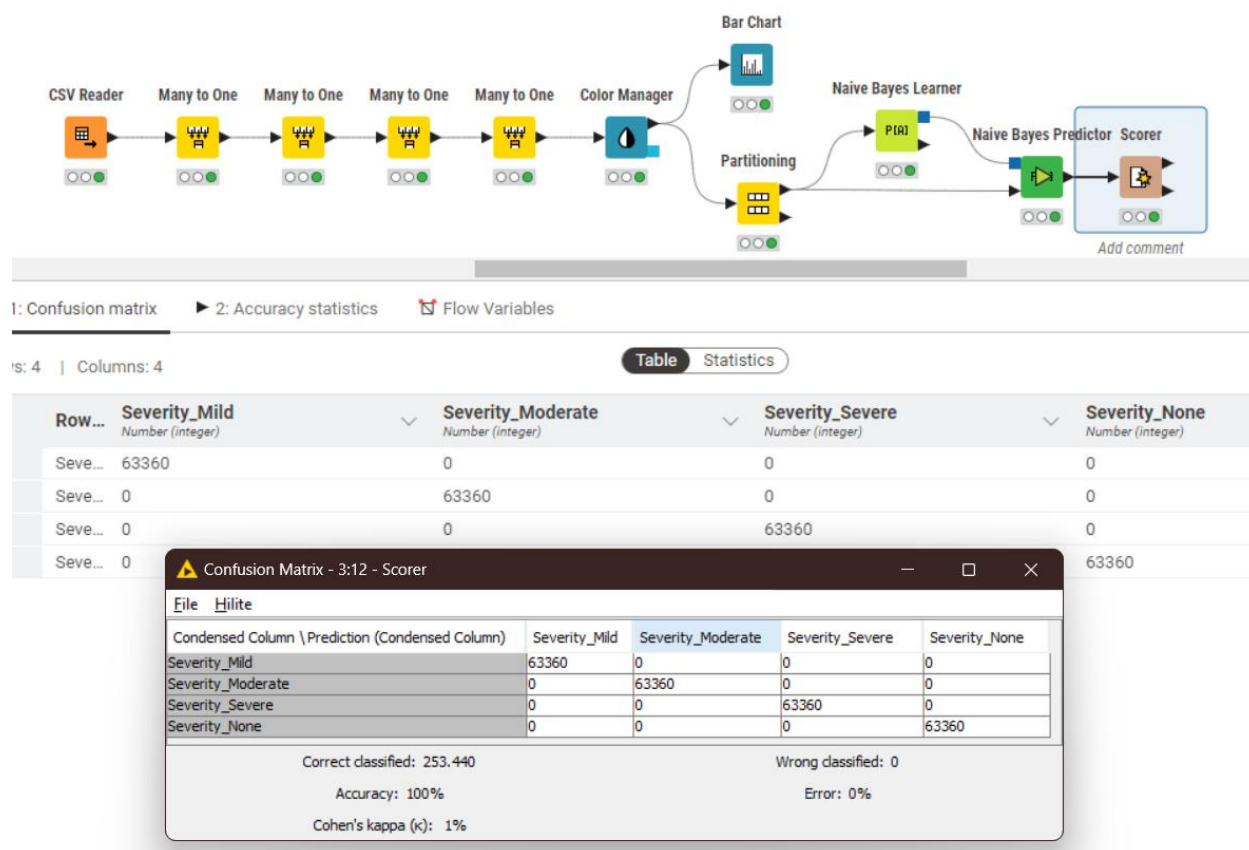 Bar Chart
CSV Reader Many to One Many to One Many to One Many to One Color Manager
Naive Bayes Learner
P[A]
Partitioning
Naive Bayes Predictor Scorer
Add comment
1: Confusion matrix 2: Accuracy statistics Flow Variables
s: 4 | Columns: 4 Table Statistics
Row... Severity_Mild Severity_Moderate Severity_Severe Severity_None
Number (integer) Number (integer) Number (integer) Number (integer)
Seve... 63360 0 0 0
Seve... 0 63360 0 0
Seve... 0 0 63360 0
Seve... 0 63360
Confusion Matrix - 3:12 - Scorer
File Hilite
Condensed Column \ Prediction (Condensed Column) Severity_Mild Severity_Moderate Severity_Severe Severity_None
Severity_Mild 63360 0 0 0
Severity_Moderate 0 63360 0 0
Severity_Severe 0 0 63360 0
Severity_None 0 0 0 63360
Correct classified: 253.440 Wrong classified: 0
Accuracy: 100% Error: 0%
Cohen's kappa (κ): 1%